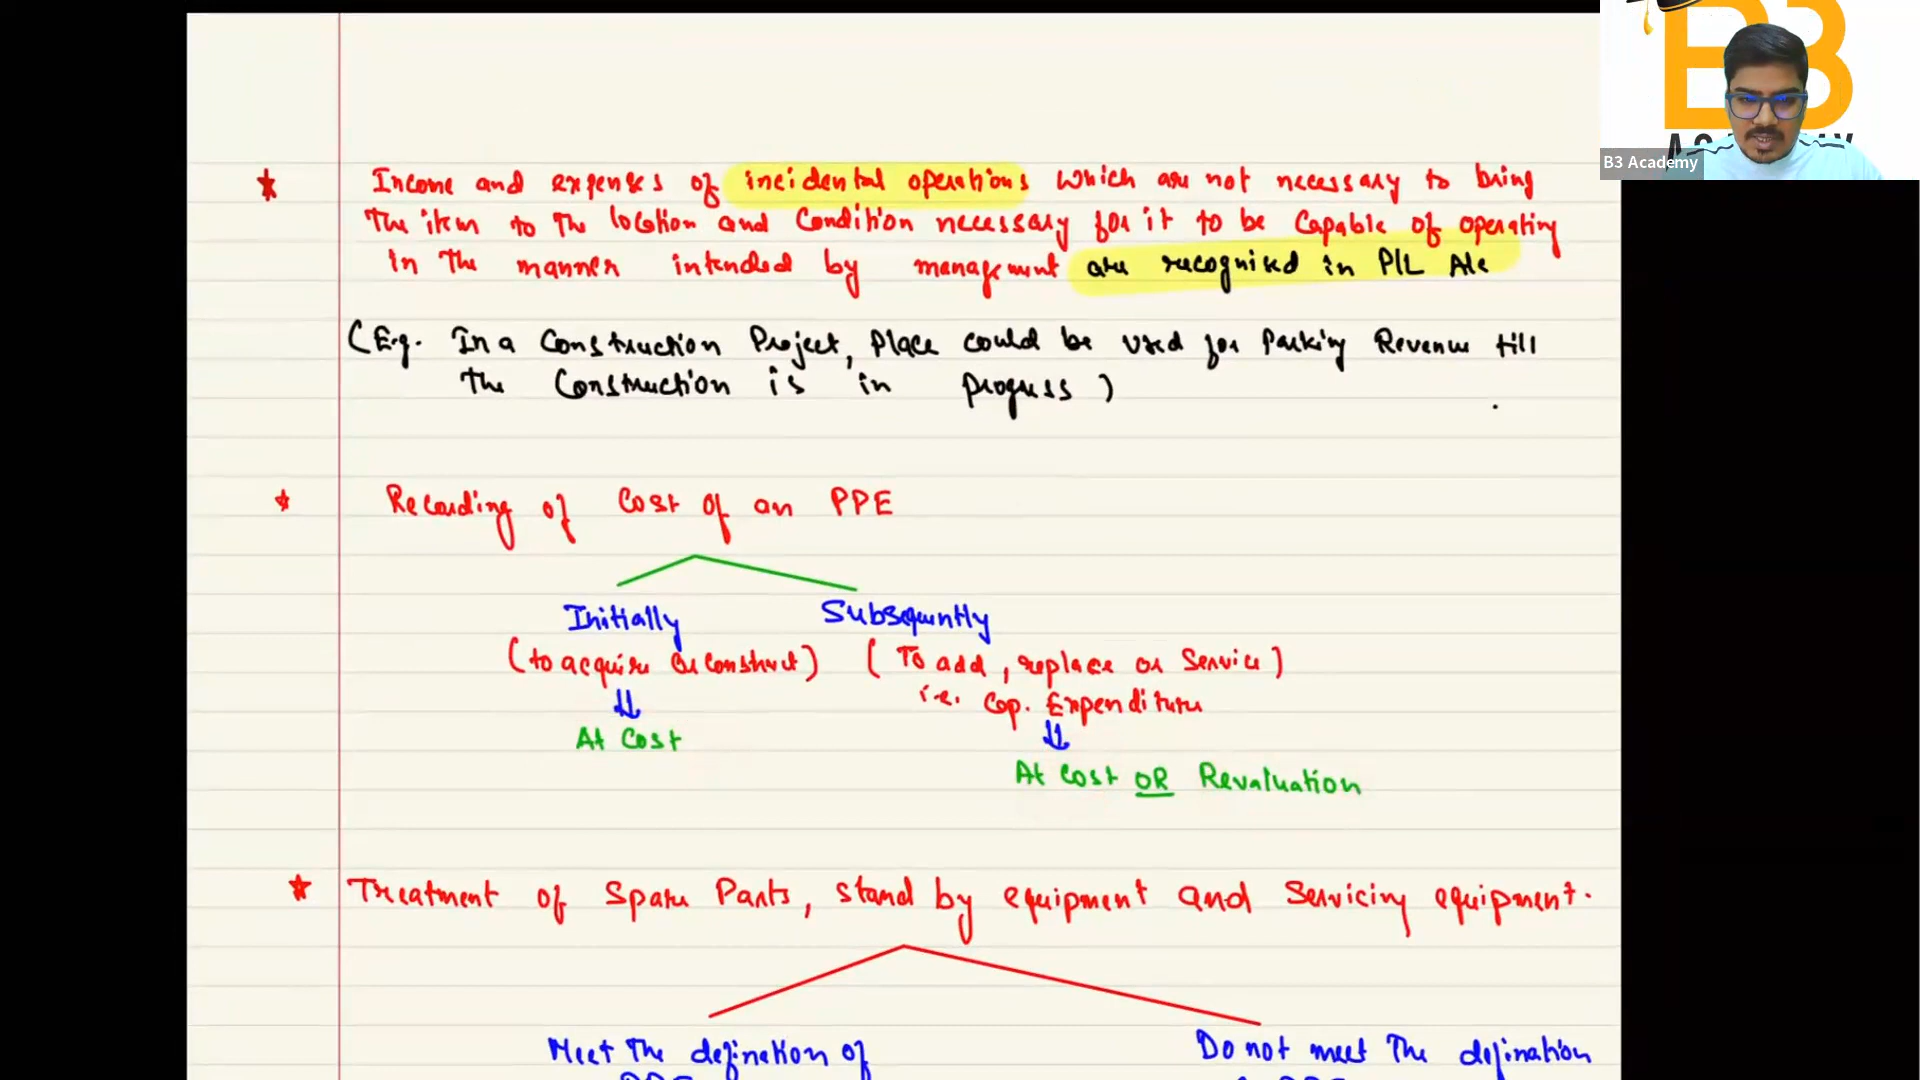 B3
ACADEMY
B3 Academy
* Income and expenses of incidental operations which are not necessary to bring
the item to the location and condition necessary for it to be capable of operating
in the manner intended by management are recognised in P/L A/c
(E.g. In a Construction Project, Place could be used for Parking Revenue till
the Construction is in progress)
* Recording of Cost of an PPE
Initially Subsequently
(to acquire or construct) (To add, replace or Service)
i.e. Cap. Expenditure
At Cost
At Cost OR Revaluation
* Treatment of Spare Parts, stand by equipment and Servicing equipment.
Meet the defination of Do not meet The defination